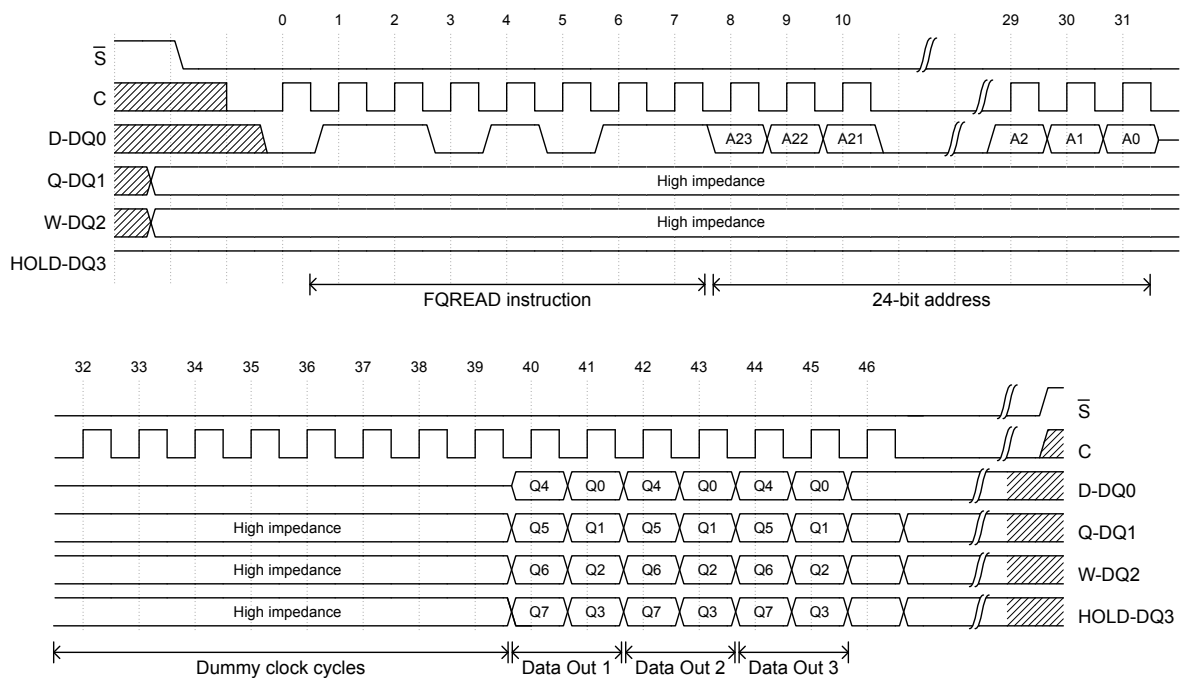 0 1 2 3 4 5 6 7 8 9 10 29 30 31
S̅
C
D-DQ0 A23 A22 A21 A2 A1 A0
Q-DQ1 High impedance
W-DQ2 High impedance
HOLD-DQ3
FQREAD instruction 24-bit address
32 33 34 35 36 37 38 39 40 41 42 43 44 45 46
S̅
C
Q4 Q0 Q4 Q0 Q4 Q0 D-DQ0
High impedance Q5 Q1 Q5 Q1 Q5 Q1 Q-DQ1
High impedance Q6 Q2 Q6 Q2 Q6 Q2 W-DQ2
High impedance Q7 Q3 Q7 Q3 Q7 Q3 HOLD-DQ3
Dummy clock cycles Data Out 1 Data Out 2 Data Out 3